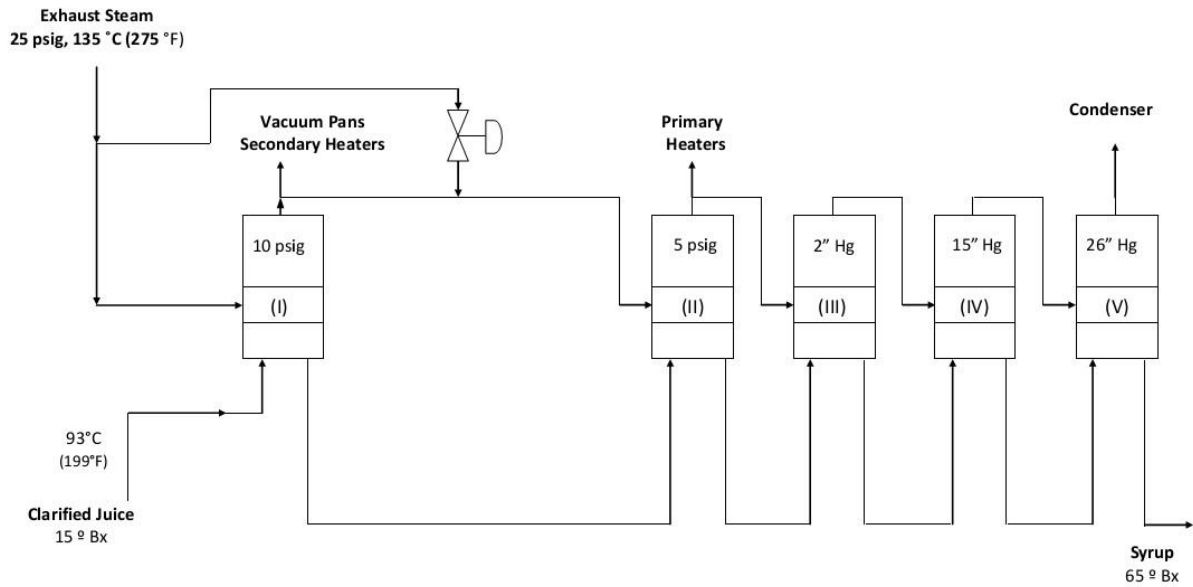 Exhaust Steam
25 psig, 135 ˚C (275 °F)
Vacuum Pans
Secondary Heaters
Primary
Heaters
Condenser
10 psig
5 psig
2” Hg
15” Hg
26” Hg
(I)
(II)
(III)
(IV)
(V)
93°C
(199°F)
Clarified Juice
15 º Bx
Syrup
65 º Bx